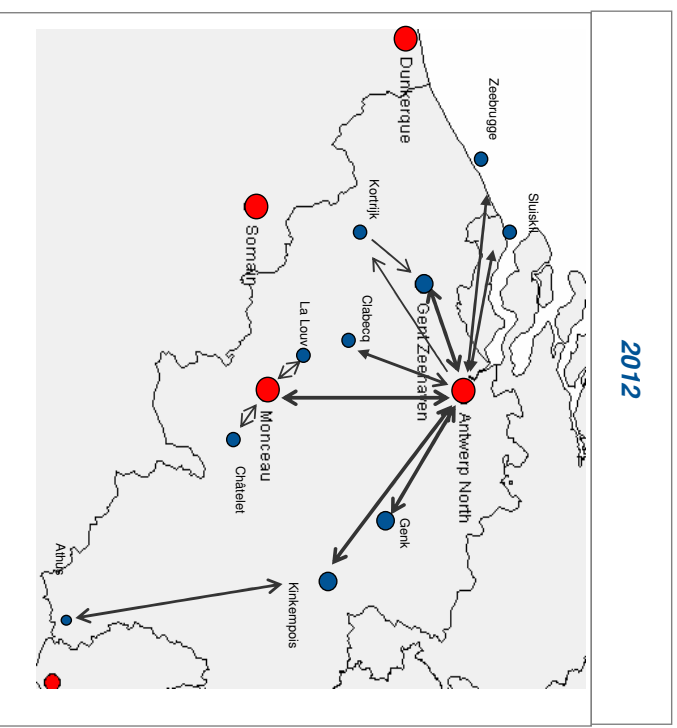 2012
Zeebrugge
Sluiskil
Dunkerque
Kortrijk
Somain
Gent Zeehaven
Clabecq
La Louv
Antwerp North
Monceau
Châtelet
Genk
Kinkempois
Athus